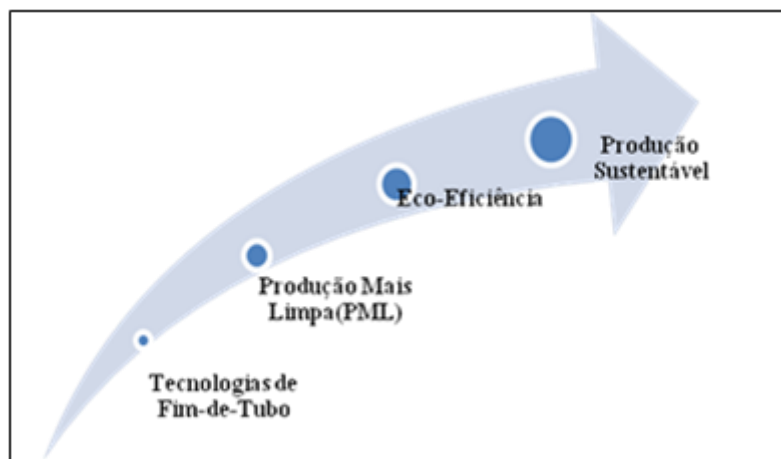 Produção
Sustentável
Eco-Eficiência
Produção Mais
Limpa(PML)
Tecnologias de
Fim-de-Tubo